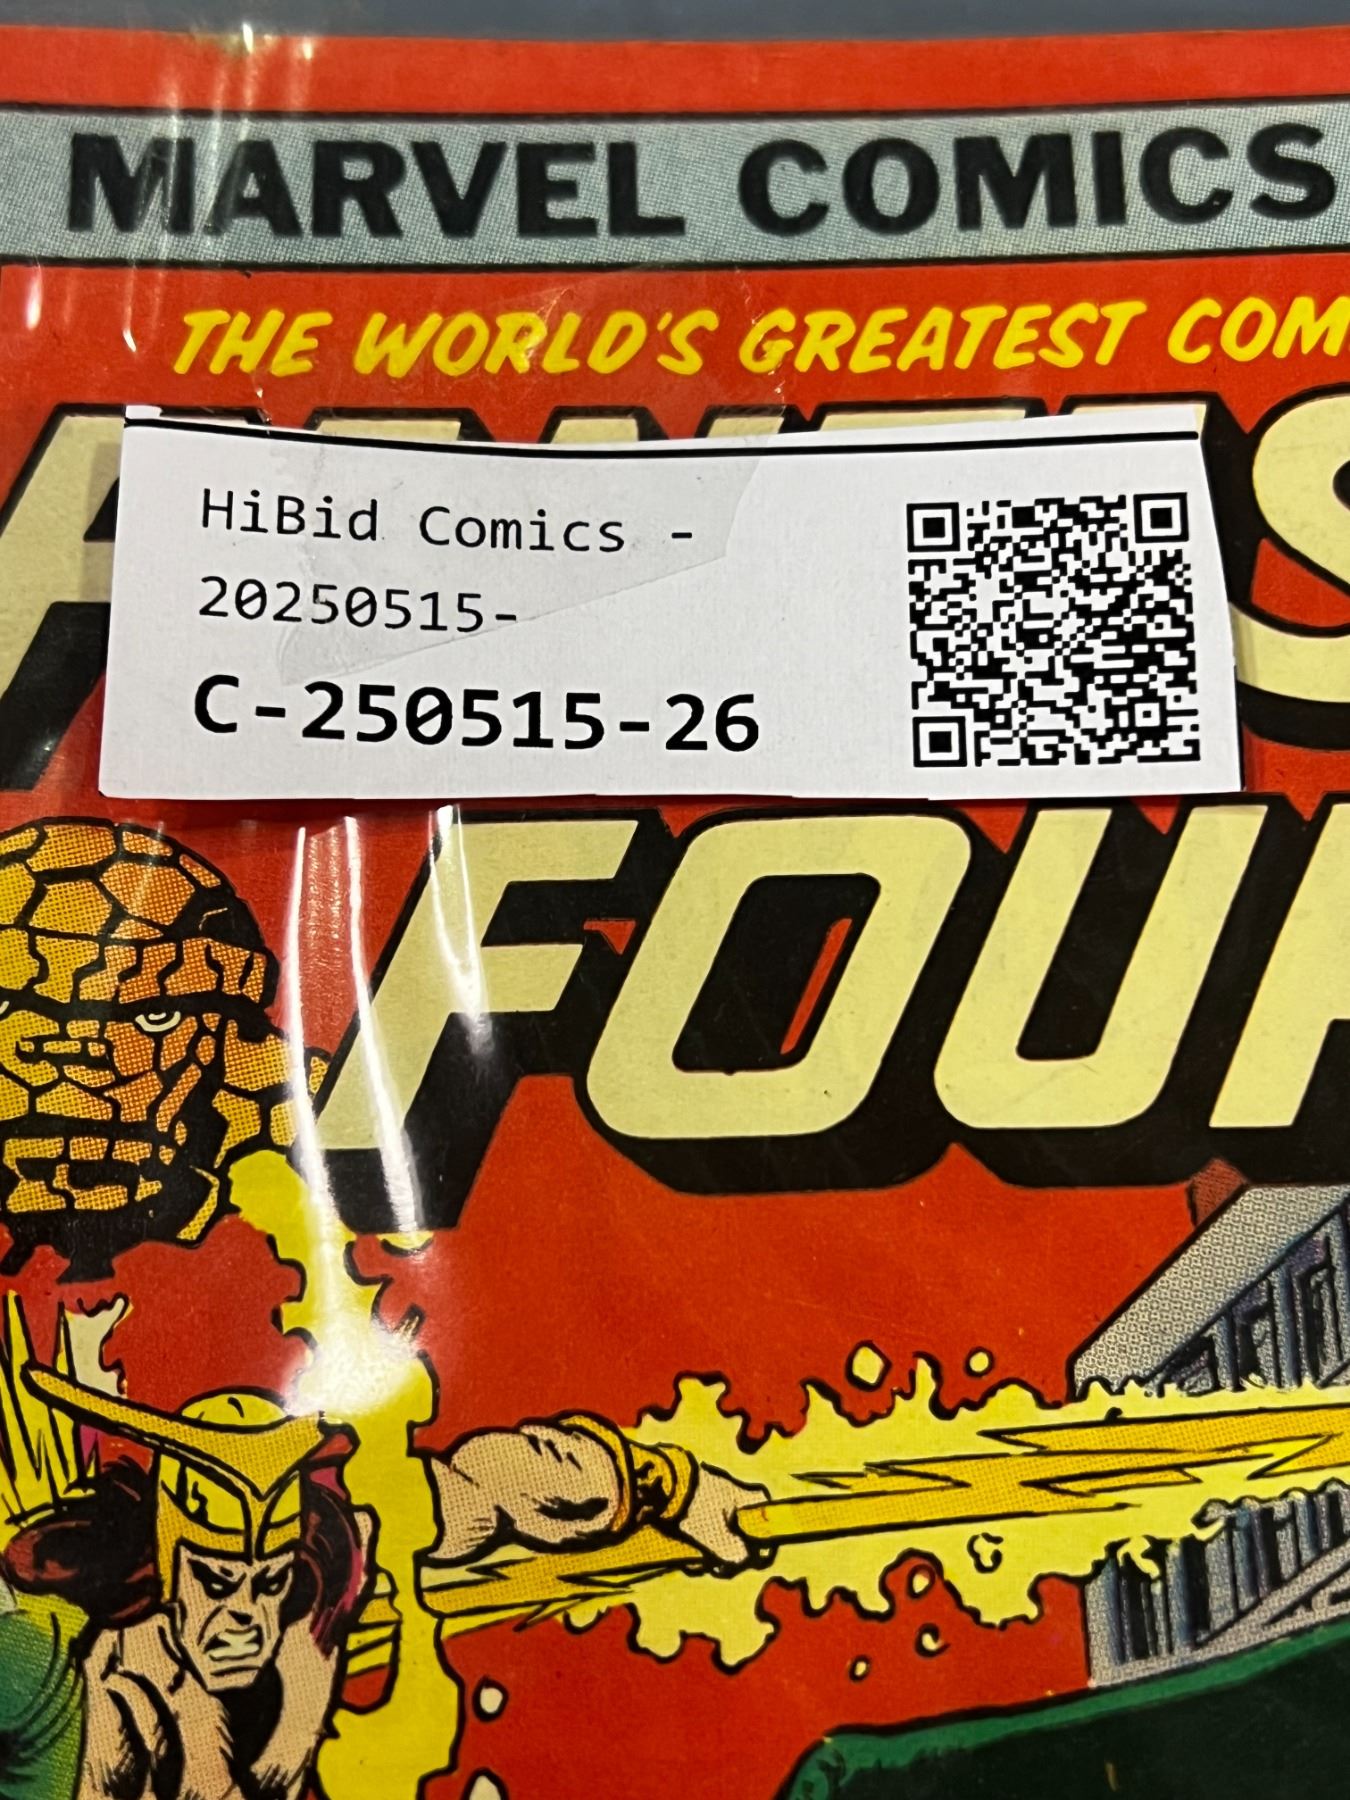 MARVEL COMICS
THE WORLD'S GREATEST COM
HiBid Comics -
20250515-
C-250515-26
FOUR